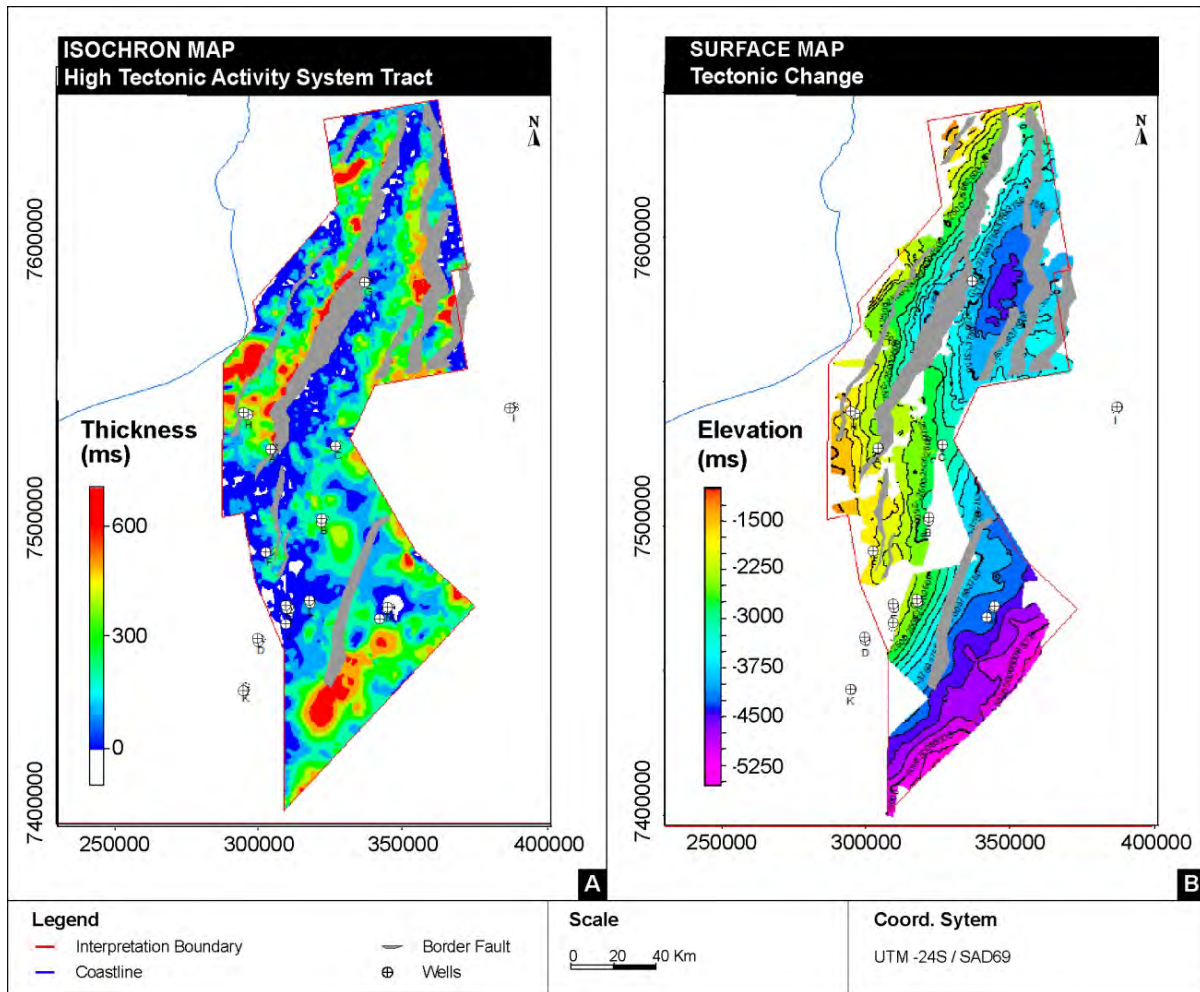 ISOCHRON MAP
High Tectonic Activity System Tract
N
7600000
7500000
7400000
Thickness
(ms)
600
300
0
H
I
B
D
K
250000
300000
350000
400000
A
SURFACE MAP
Tectonic Change
N
7600000
7500000
7400000
Elevation
(ms)
-1500
-2250
-3000
-3750
-4500
-5250
I
B
D
K
250000
300000
350000
400000
B
Legend
Interpretation Boundary
Coastline
Border Fault
Wells
Scale
0 20 40 Km
Coord. Sytem
UTM -24S / SAD69